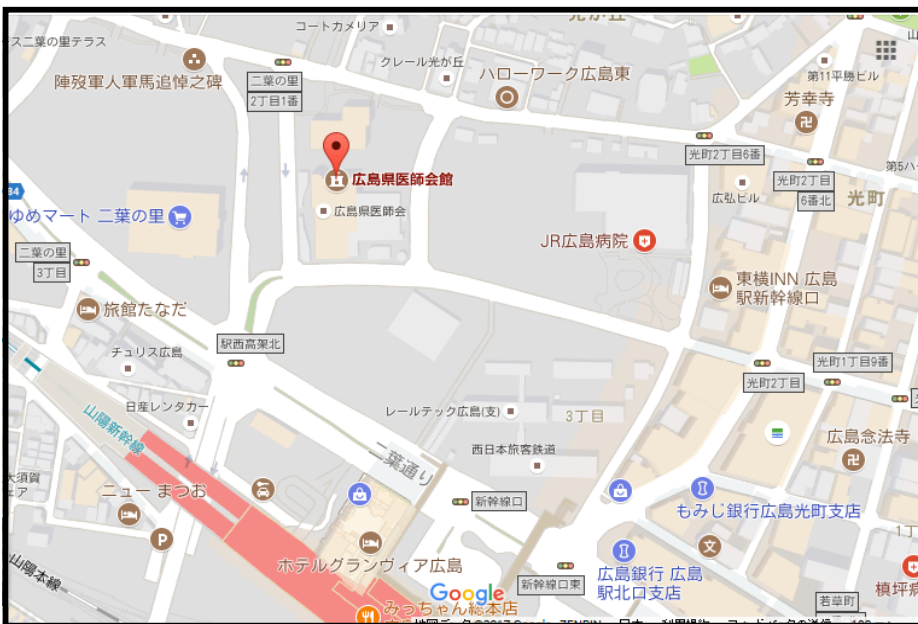 コートカメリア
ース二葉の里テラス
陣歿軍人軍馬追悼之碑
二葉の里
2丁目1番
クレール光が丘
ハローワーク広島東
第11平勝ビル
芳幸寺
光町2丁目6番
光町2丁目
6番北
光町
広弘ビル
広島県医師会館
広島県医師会
ゆめマート 二葉の里
二葉の里
3丁目
JR広島病院
東横INN 広島
駅新幹線口
旅館たなだ
チュリス広島
駅西高架北
光町1丁目9番
光町2丁目
日産レンタカー
山陽新幹線
レールテック広島(支)
3丁目
西日本旅客鉄道
広島念法寺
二葉通り
大須賀
ニュー まつお
新幹線口
もみじ銀行広島光町支店
ホテルグランヴィア広島
新幹線口東
広島銀行 広島
駅北口支店
槙坪病
山陽本線
Google
みっちゃん総本店
若草町